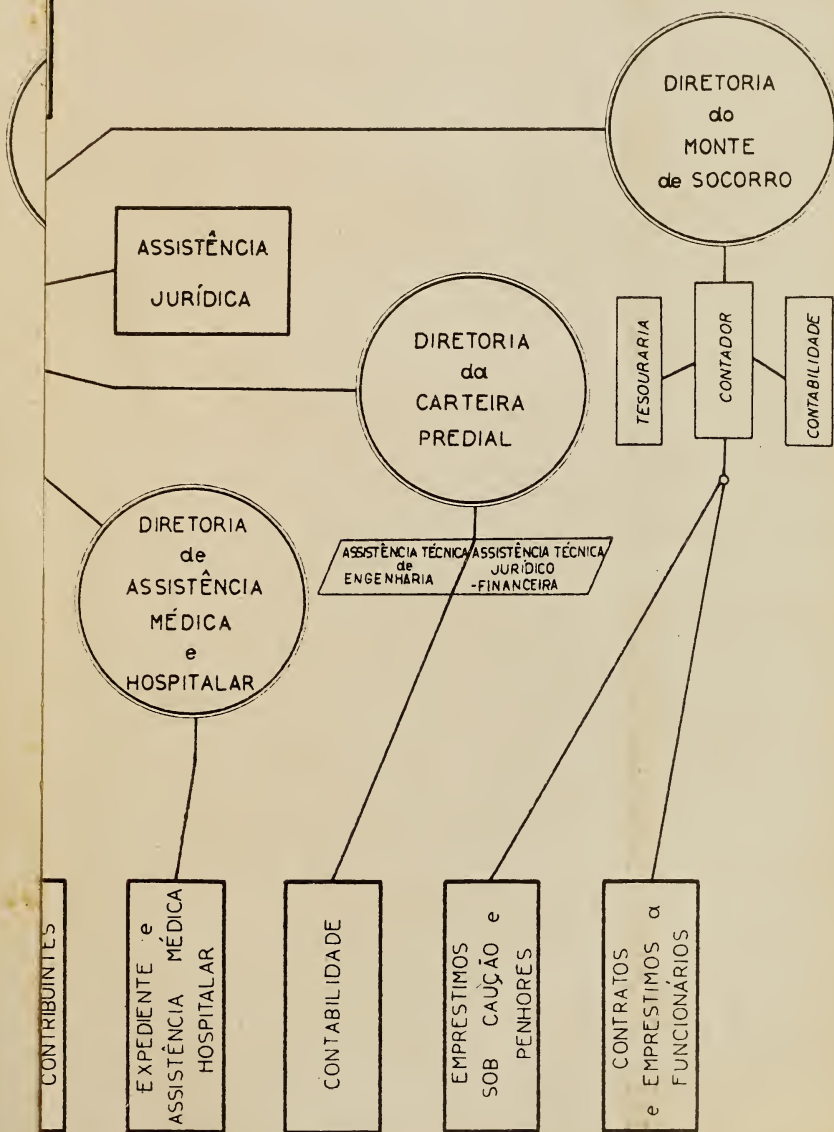 DIRETORIA
do
MONTE
de SOCORRO
ASSISTÊNCIA
JURÍDICA
DIRETORIA
da
CARTEIRA
PREDIAL
TESOURARIA
CONTADOR
CONTABILIDADE
DIRETORIA
de
ASSISTÊNCIA
MÉDICA
e
HOSPITALAR
ASSISTÊNCIA TÉCNICA
de
ENGENHARIA
ASSISTÊNCIA TÉCNICA
JURÍDICO
-FINANCEIRA
CONTRIBUINTES
EXPEDIENTE e
ASSISTÊNCIA MÉDICA
HOSPITALAR
CONTABILIDADE
EMPRESTIMOS
SOB CAUÇÃO e
PENHORES
CONTRATOS
e EMPRESTIMOS a
FUNCIONÁRIOS